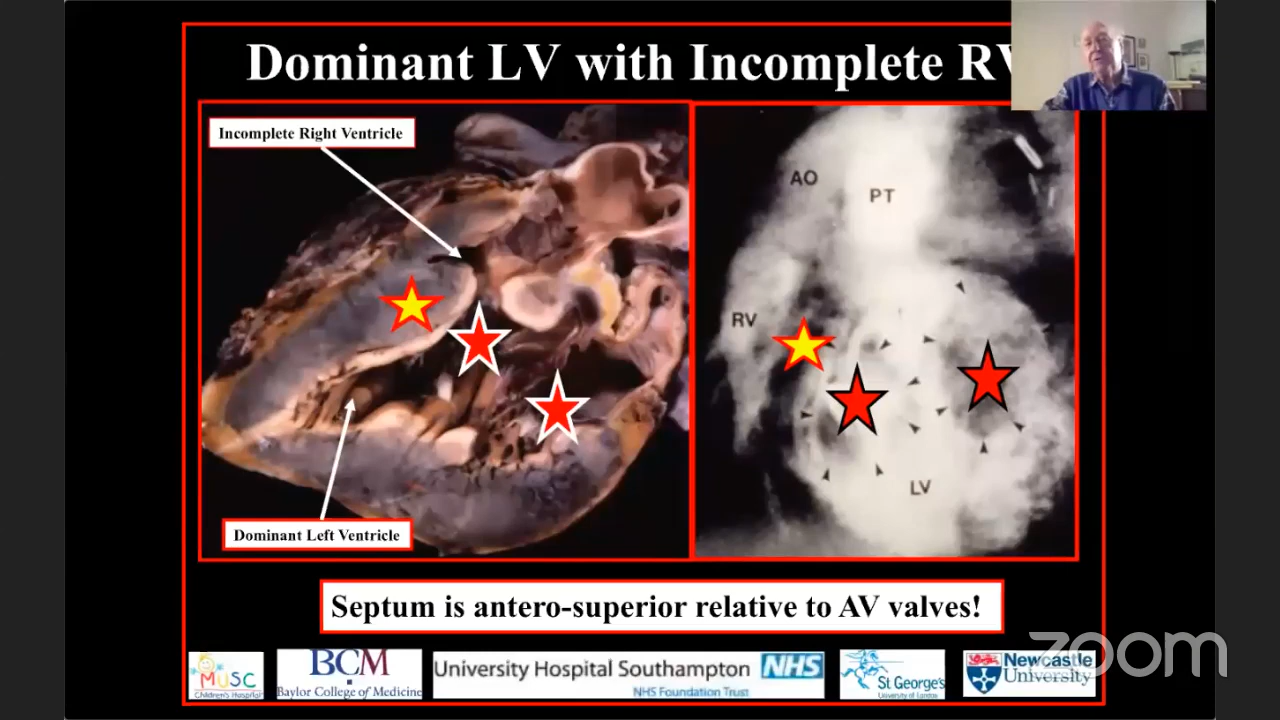 Dominant LV with Incomplete RV
Incomplete Right Ventricle
Dominant Left Ventricle
AO
PT
RV
LV
Septum is antero-superior relative to AV valves!
MUSC
Children's Hospital
BCM
Baylor College of Medicine
University Hospital Southampton NHS
NHS Foundation Trust
St George's
University of London
Newcastle
University
zoom